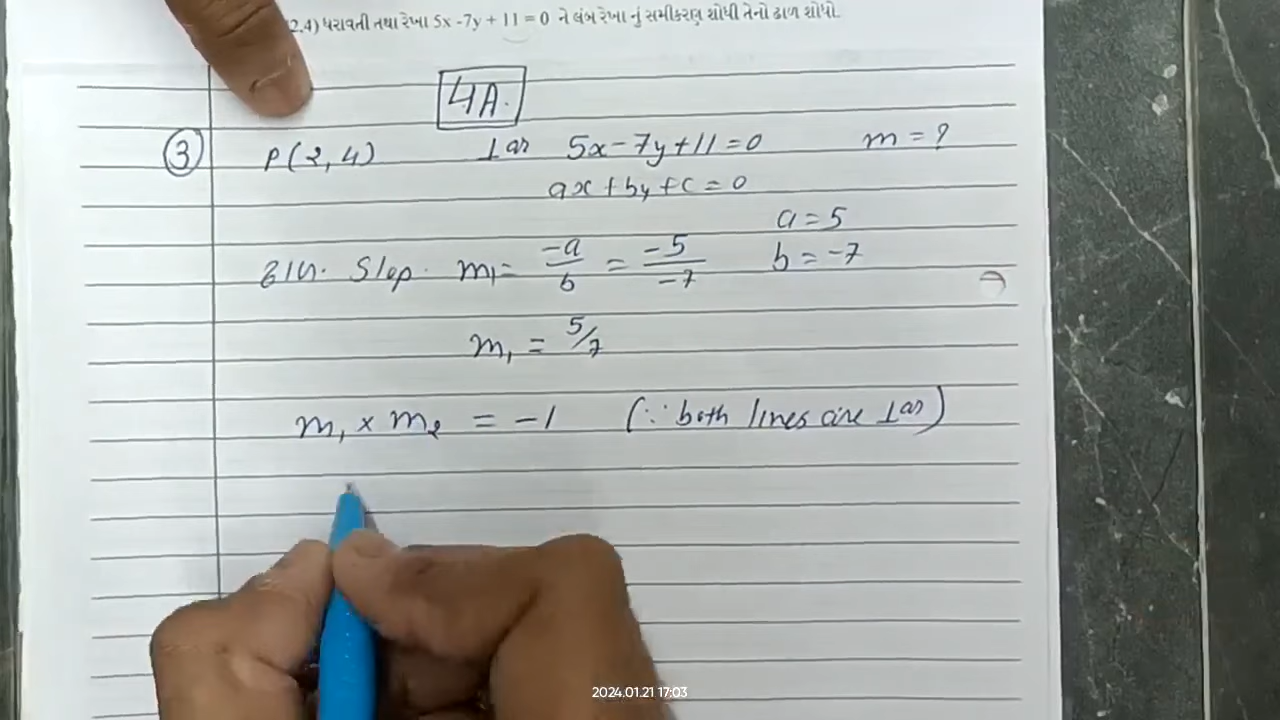 2,4) ધરાવતી તથા રેખા 5x -7y + 11 = 0 ને લંબ રેખા નું સમીકરણ શોધી તેનો ઢાળ શોધો.
4A.
3 P(2,4) ⊥ar 5x-7y+11=0 m=?
ax+by+c=0
a=5
ઢાળ. Slop. m₁= -a/b = -5/-7 b=-7
m₁ = 5/7
m₁ × m₂ = -1 (∵ both lines are ⊥ar)
2024.01.21 17:03